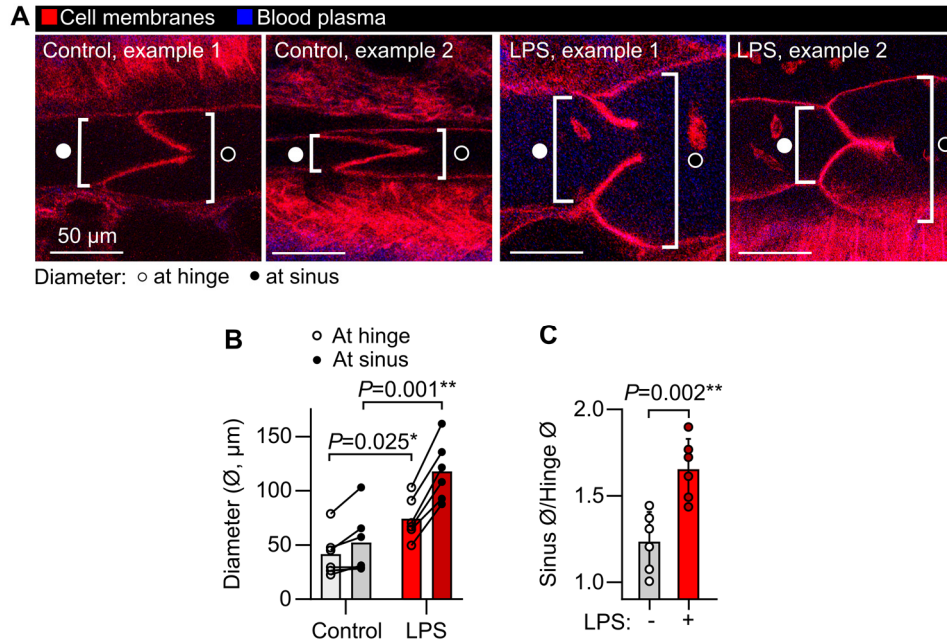 A
Cell membranes Blood plasma
Control, example 1 Control, example 2 LPS, example 1 LPS, example 2
50 µm
Diameter: ○ at hinge ● at sinus
B
At hinge
At sinus
P=0.001**
P=0.025*
Diameter (Ø, µm)
150
100
50
0
Control LPS
C
P=0.002**
Sinus Ø/Hinge Ø
2.0
1.5
1.0
LPS: - +